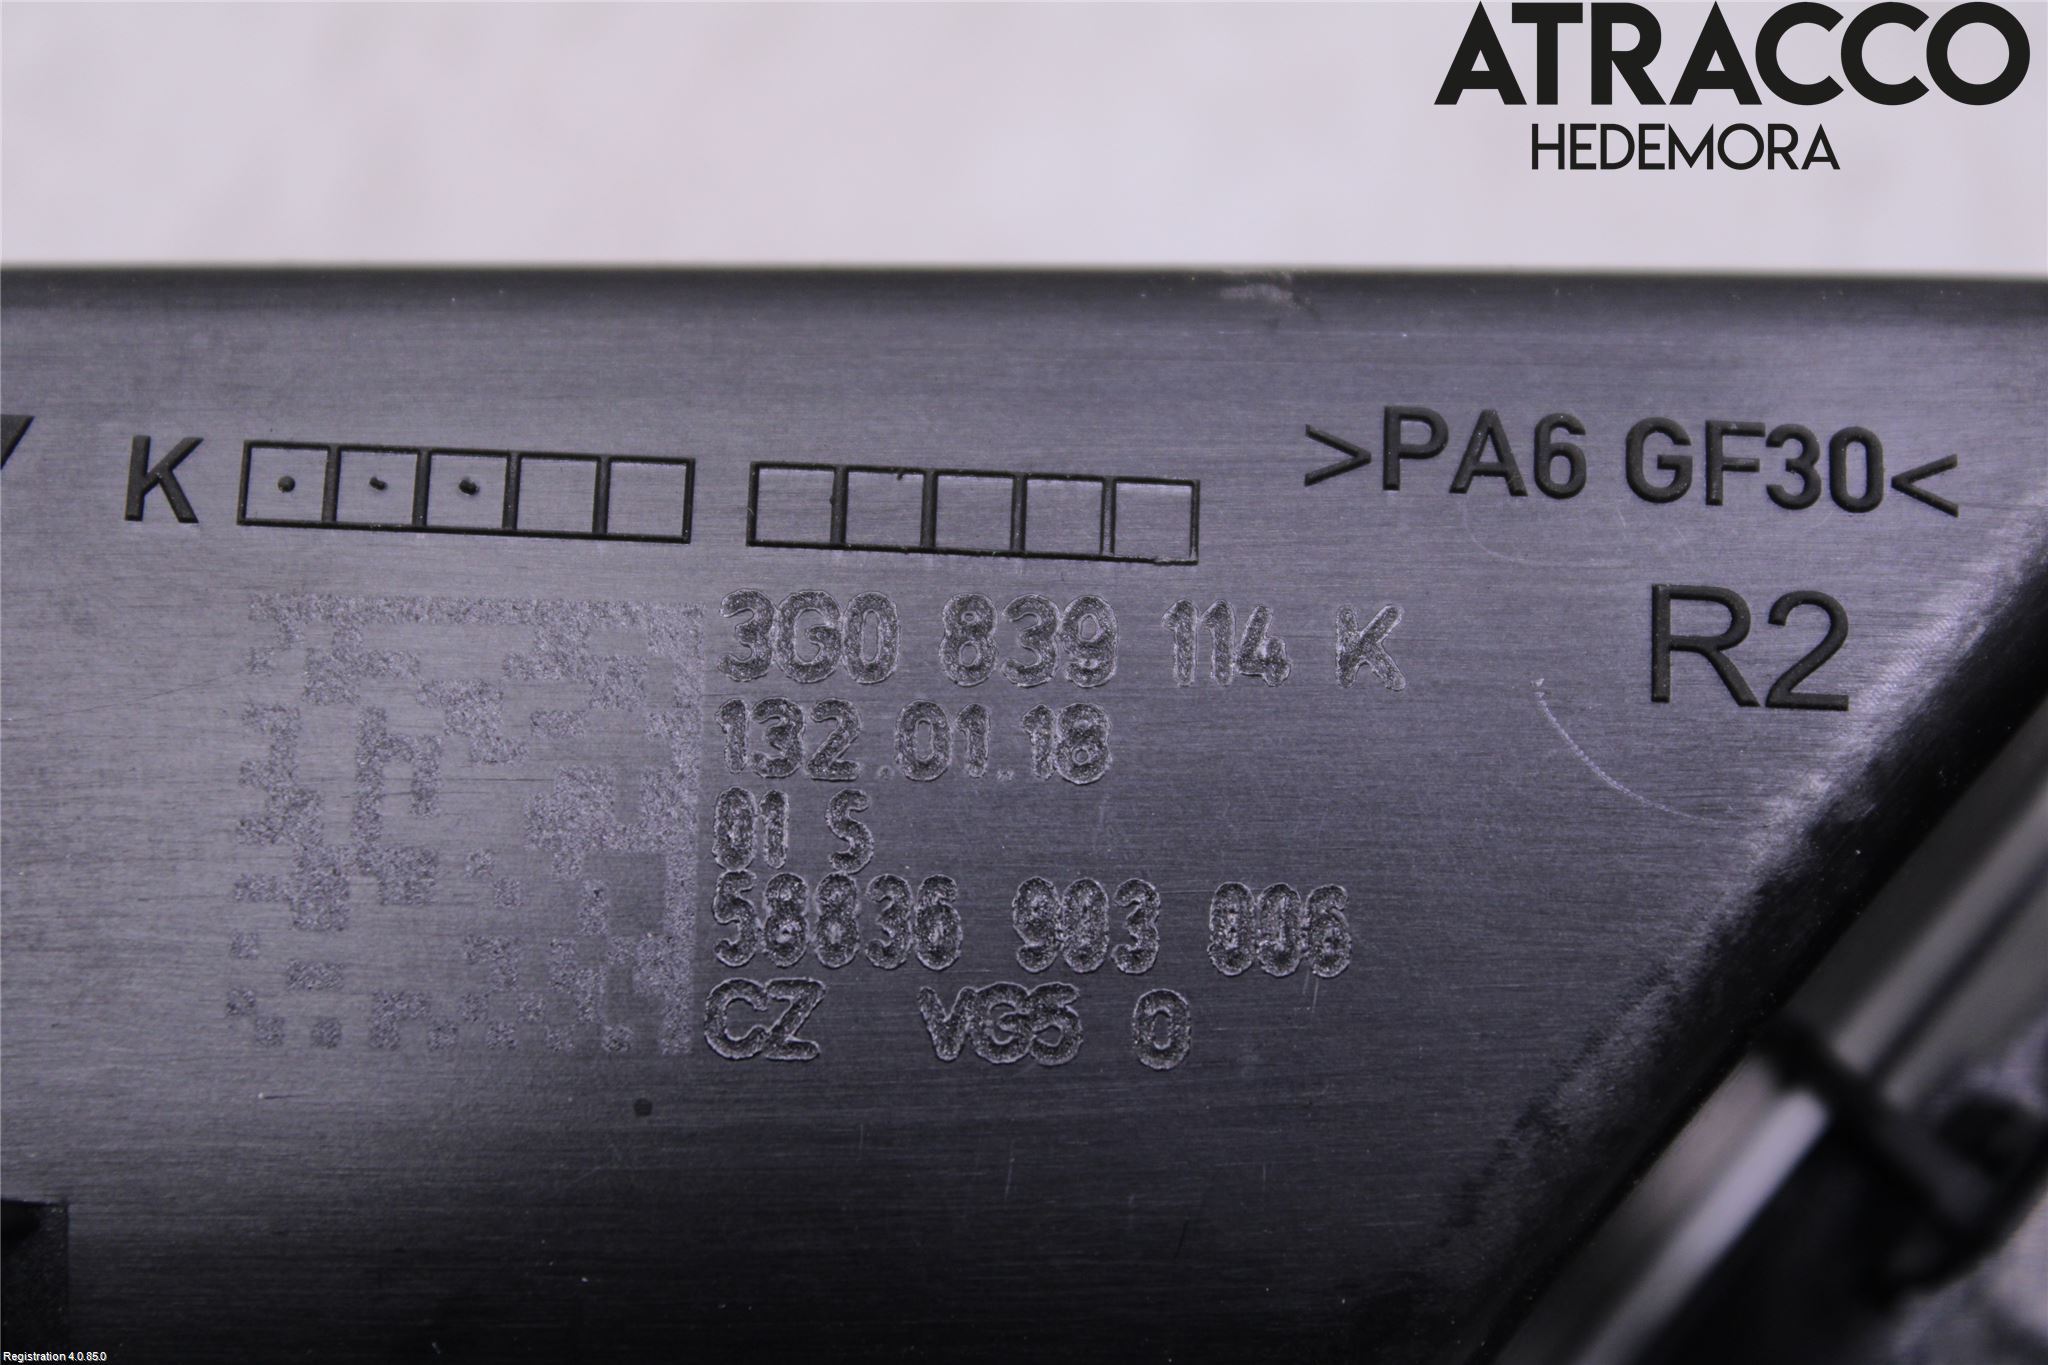 ATRACCO
HEDEMORA
K
>PA6 GF30<
R2
3G0 839 114 K
132.01.18
01 S
58036 903 006
CZ VG5 0
Registration 4.0.85.0